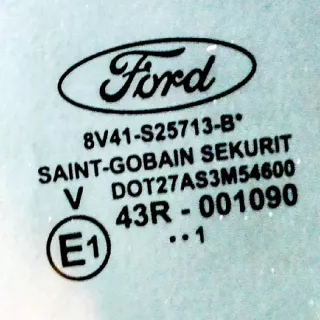 Ford
8V41-S25713-B*
SAINT-GOBAIN SEKURIT
V DOT27AS3M54600
43R - 001090
E1 ••1